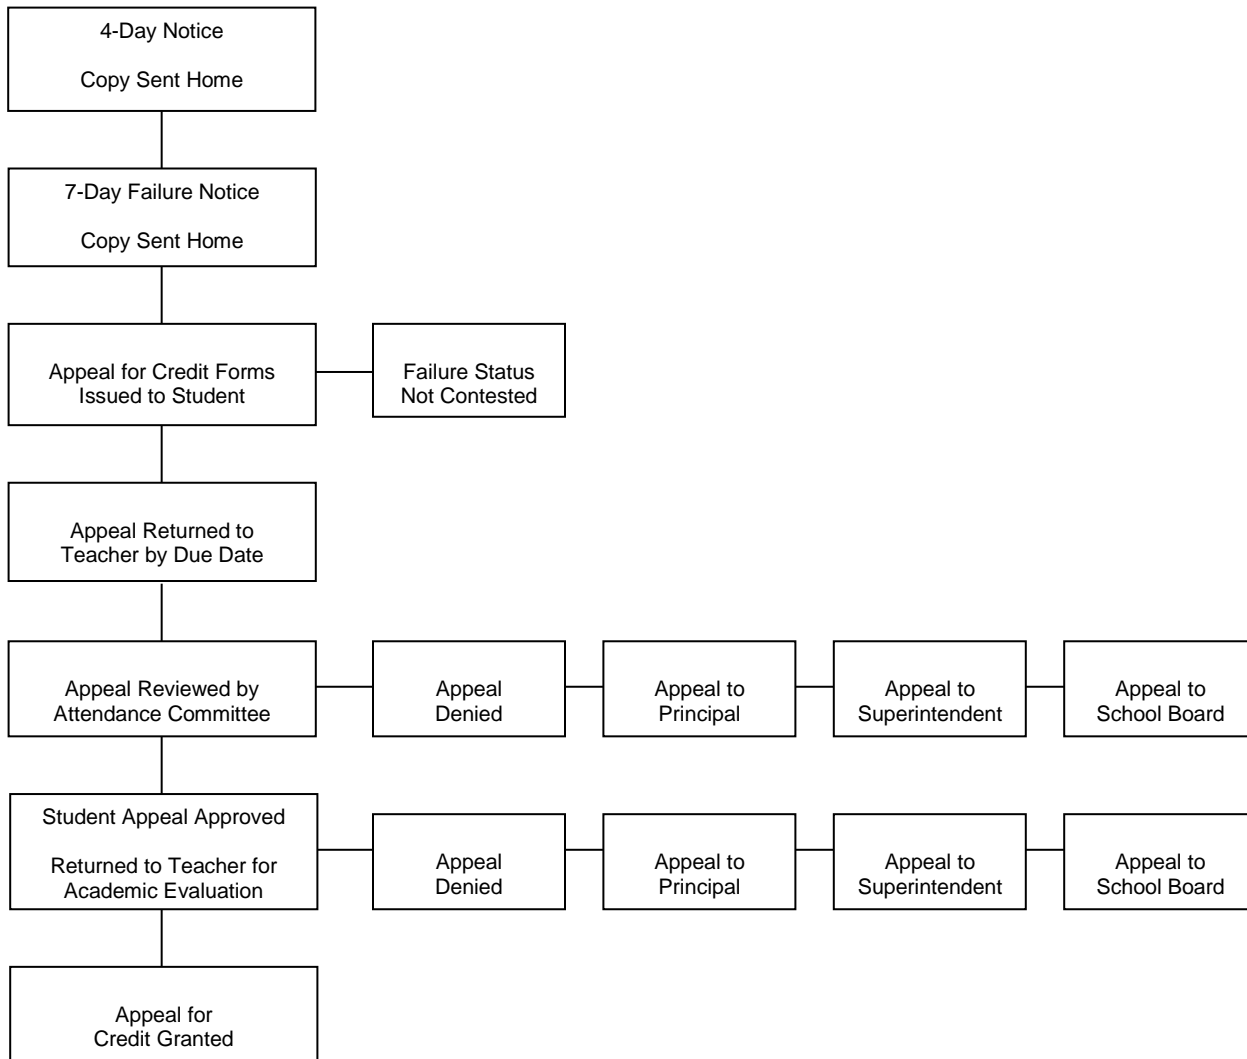 4-Day Notice
Copy Sent Home
7-Day Failure Notice
Copy Sent Home
Appeal for Credit Forms
Issued to Student
Failure Status
Not Contested
Appeal Returned to
Teacher by Due Date
Appeal Reviewed by
Attendance Committee
Appeal
Denied
Appeal to
Principal
Appeal to
Superintendent
Appeal to
School Board
Student Appeal Approved
Returned to Teacher for
Academic Evaluation
Appeal
Denied
Appeal to
Principal
Appeal to
Superintendent
Appeal to
School Board
Appeal for
Credit Granted